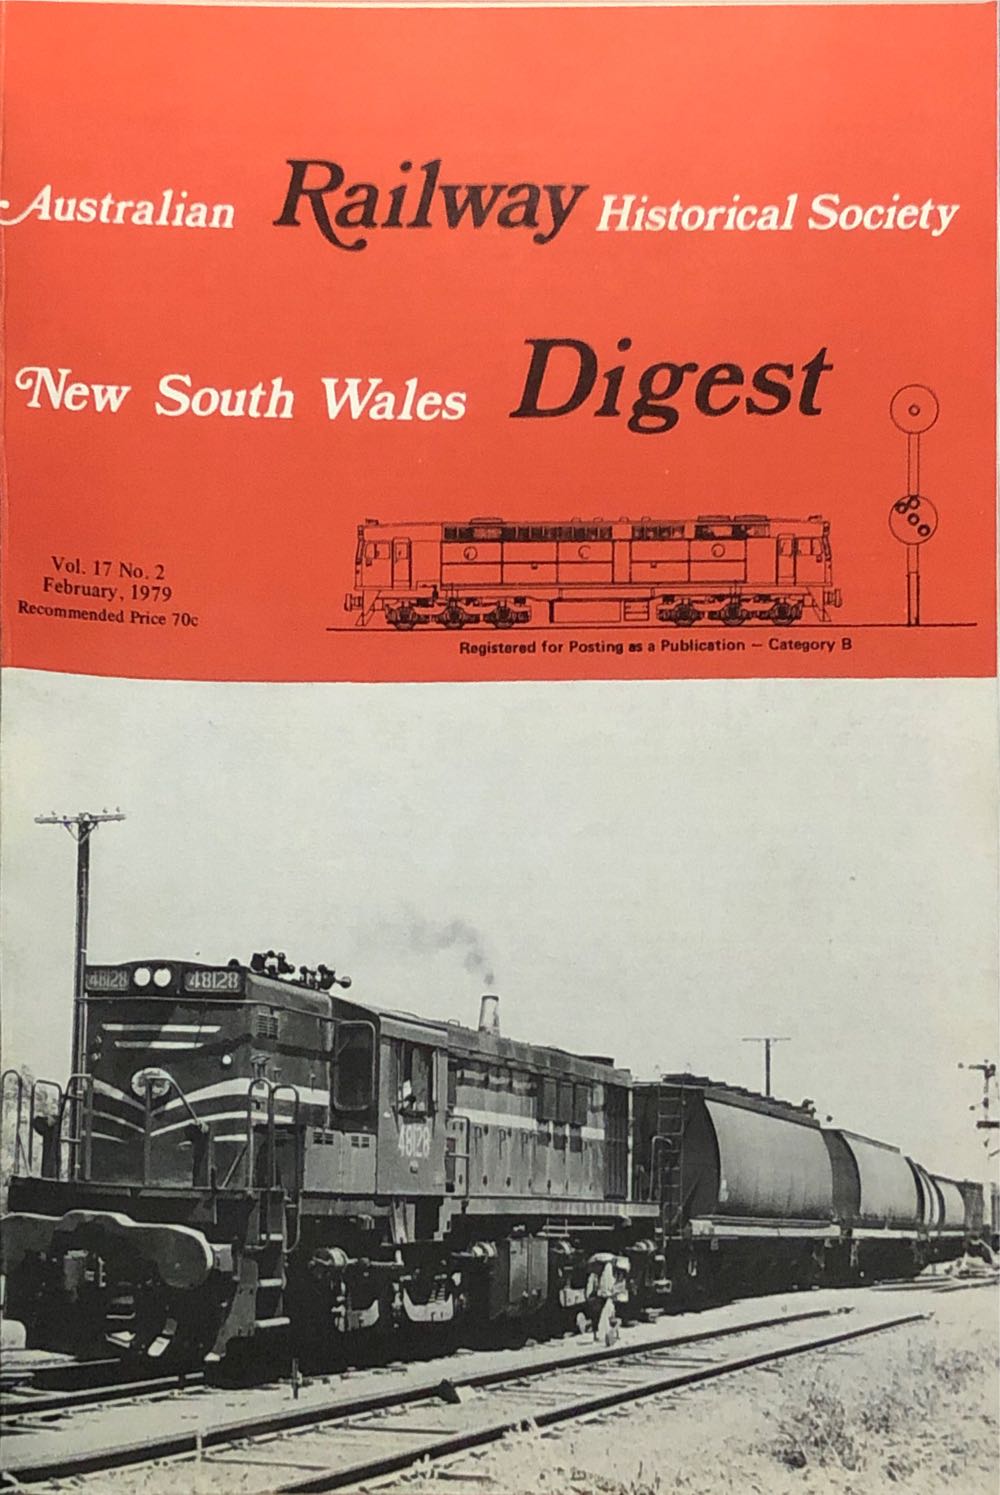 Australian Railway Historical Society
New South Wales Digest
Vol. 17 No. 2
February, 1979
Recommended Price 70c
Registered for Posting as a Publication – Category B
48128 48128
48128